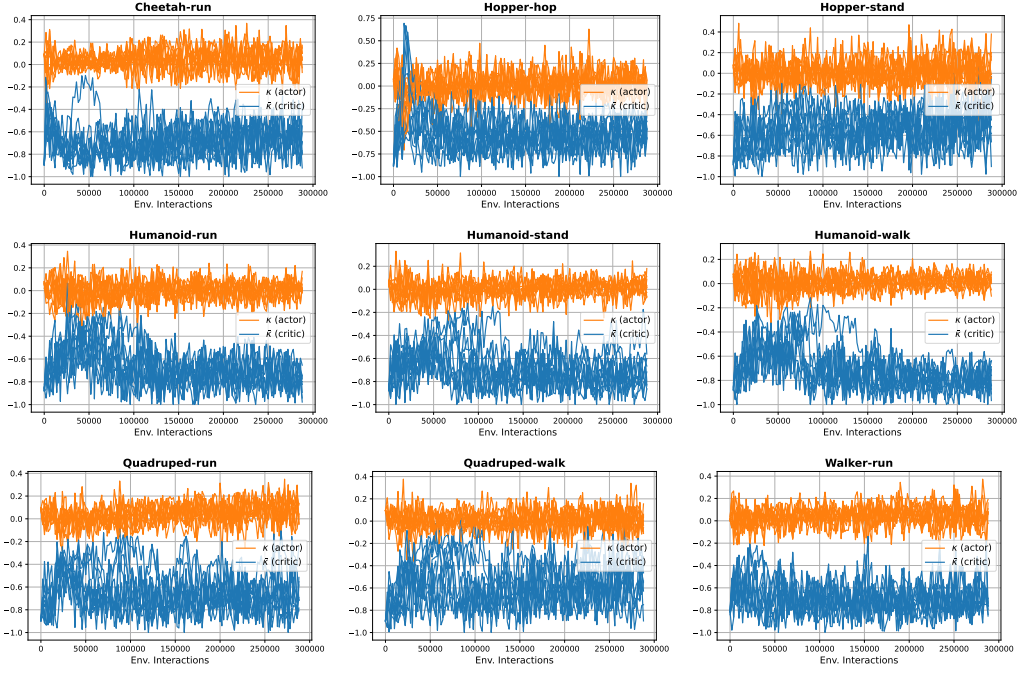 Cheetah-run
0.4
0.2
0.0
−0.2
−0.4
−0.6
−0.8
−1.0
κ (actor)
κ̃ (critic)
0 50000 100000 150000 200000 250000 300000
Env. Interactions
Hopper-hop
0.75
0.50
0.25
0.00
−0.25
−0.50
−0.75
−1.00
κ (actor)
κ̃ (critic)
0 50000 100000 150000 200000 250000 300000
Env. Interactions
Hopper-stand
0.4
0.2
0.0
−0.2
−0.4
−0.6
−0.8
−1.0
κ (actor)
κ̃ (critic)
0 50000 100000 150000 200000 250000 300000
Env. Interactions
Humanoid-run
0.4
0.2
0.0
−0.2
−0.4
−0.6
−0.8
−1.0
κ (actor)
κ̃ (critic)
0 50000 100000 150000 200000 250000 300000
Env. Interactions
Humanoid-stand
0.2
0.0
−0.2
−0.4
−0.6
−0.8
−1.0
κ (actor)
κ̃ (critic)
0 50000 100000 150000 200000 250000 300000
Env. Interactions
Humanoid-walk
0.2
0.0
−0.2
−0.4
−0.6
−0.8
−1.0
κ (actor)
κ̃ (critic)
0 50000 100000 150000 200000 250000 300000
Env. Interactions
Quadruped-run
0.4
0.2
0.0
−0.2
−0.4
−0.6
−0.8
−1.0
κ (actor)
κ̃ (critic)
0 50000 100000 150000 200000 250000 300000
Env. Interactions
Quadruped-walk
0.4
0.2
0.0
−0.2
−0.4
−0.6
−0.8
−1.0
κ (actor)
κ̃ (critic)
0 50000 100000 150000 200000 250000 300000
Env. Interactions
Walker-run
0.4
0.2
0.0
−0.2
−0.4
−0.6
−0.8
−1.0
κ (actor)
κ̃ (critic)
0 50000 100000 150000 200000 250000 300000
Env. Interactions